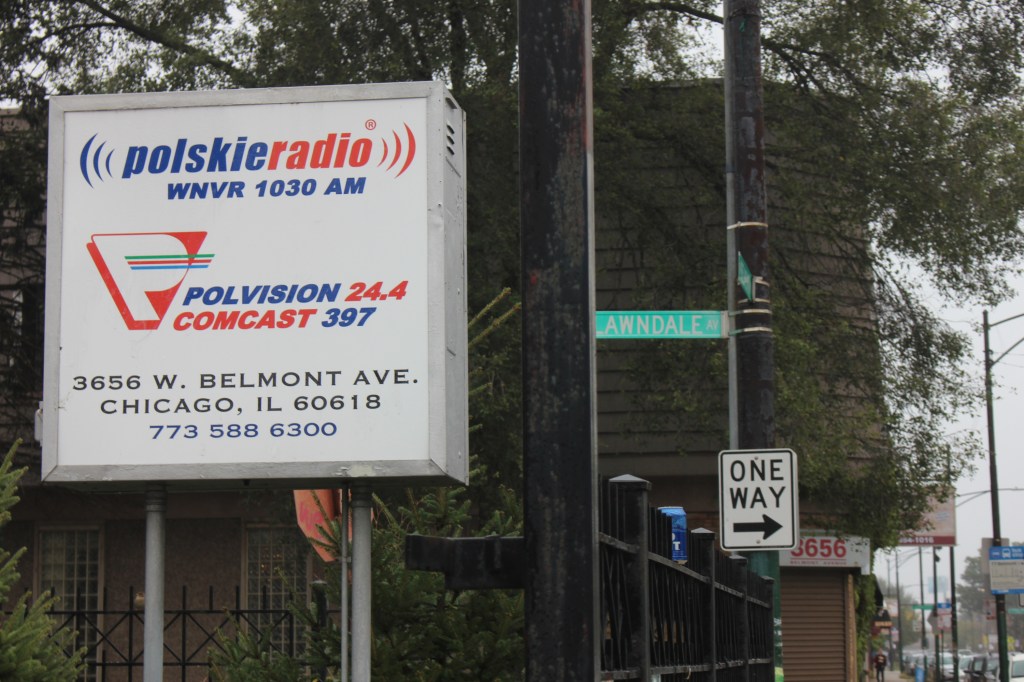 polskieradio®
WNVR 1030 AM
POLVISION 24.4
COMCAST 397
3656 W. BELMONT AVE.
CHICAGO, IL 60618
773 588 6300
LAWNDALE AV
ONE
WAY
3656